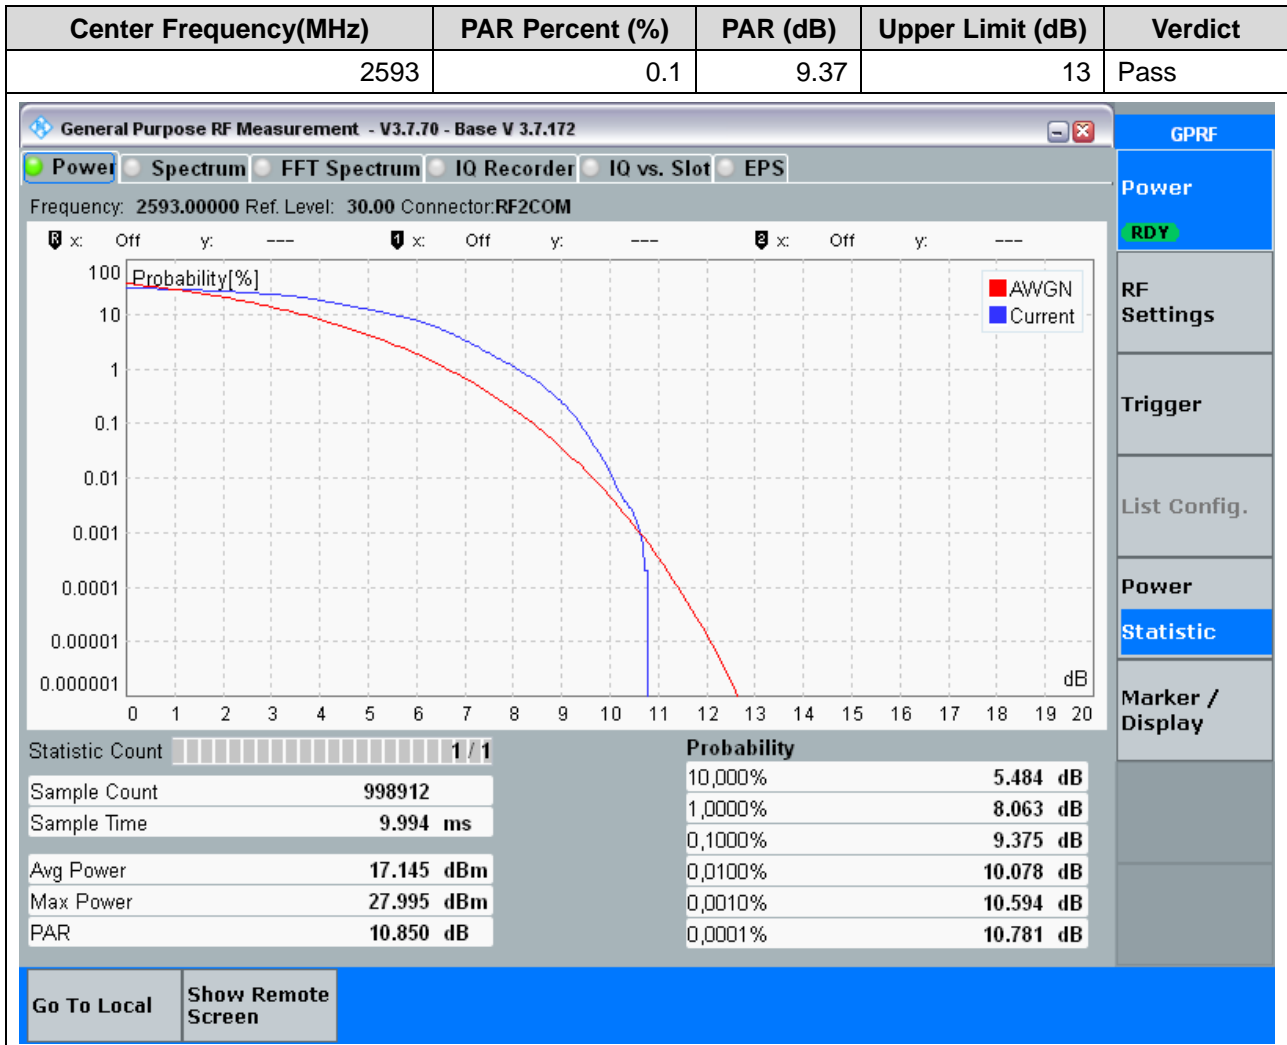 Center Frequency(MHz) PAR Percent (%) PAR (dB) Upper Limit (dB) Verdict
2593 0.1 9.37 13 Pass
General Purpose RF Measurement - V3.7.70 - Base V 3.7.172
GPRF
Power Spectrum FFT Spectrum IQ Recorder IQ vs. Slot EPS
Power
RDY
Frequency: 2593.00000 Ref. Level: 30.00 Connector:RF2COM
R x: Off y: --- 1 x: Off y: --- 2 x: Off y: ---
Probability[%]
AWGN
Current
100
10
1
0.1
0.01
0.001
0.0001
0.00001
0.000001
dB
0 1 2 3 4 5 6 7 8 9 10 11 12 13 14 15 16 17 18 19 20
RF
Settings
Trigger
List Config.
Power
Statistic
Marker /
Display
Statistic Count 1 / 1
Sample Count 998912
Sample Time 9.994 ms
Avg Power 17.145 dBm
Max Power 27.995 dBm
PAR 10.850 dB
Probability
10,000% 5.484 dB
1,0000% 8.063 dB
0,1000% 9.375 dB
0,0100% 10.078 dB
0,0010% 10.594 dB
0,0001% 10.781 dB
Go To Local
Show Remote
Screen